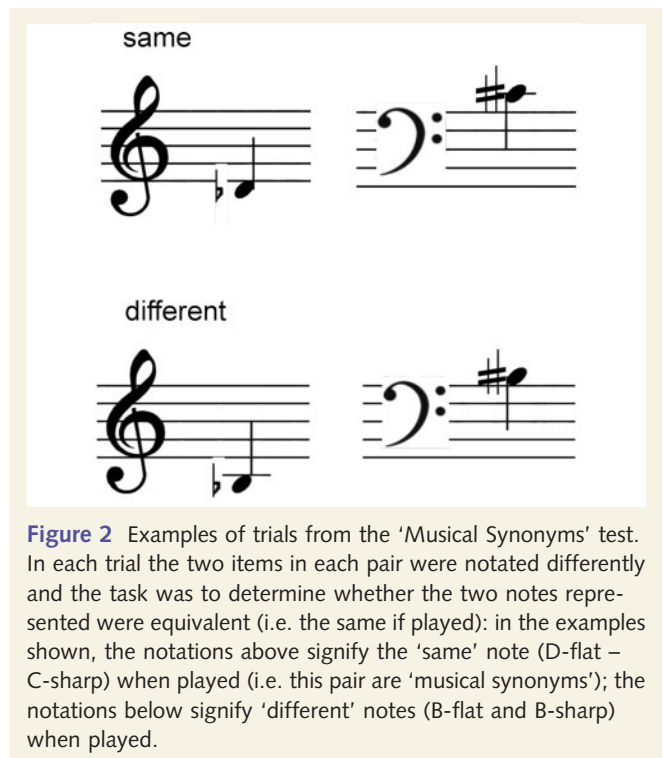 same
different
Figure 2 Examples of trials from the ‘Musical Synonyms’ test.
In each trial the two items in each pair were notated differently
and the task was to determine whether the two notes repre-
sented were equivalent (i.e. the same if played): in the examples
shown, the notations above signify the ‘same’ note (D-flat –
C-sharp) when played (i.e. this pair are ‘musical synonyms’); the
notations below signify ‘different’ notes (B-flat and B-sharp)
when played.